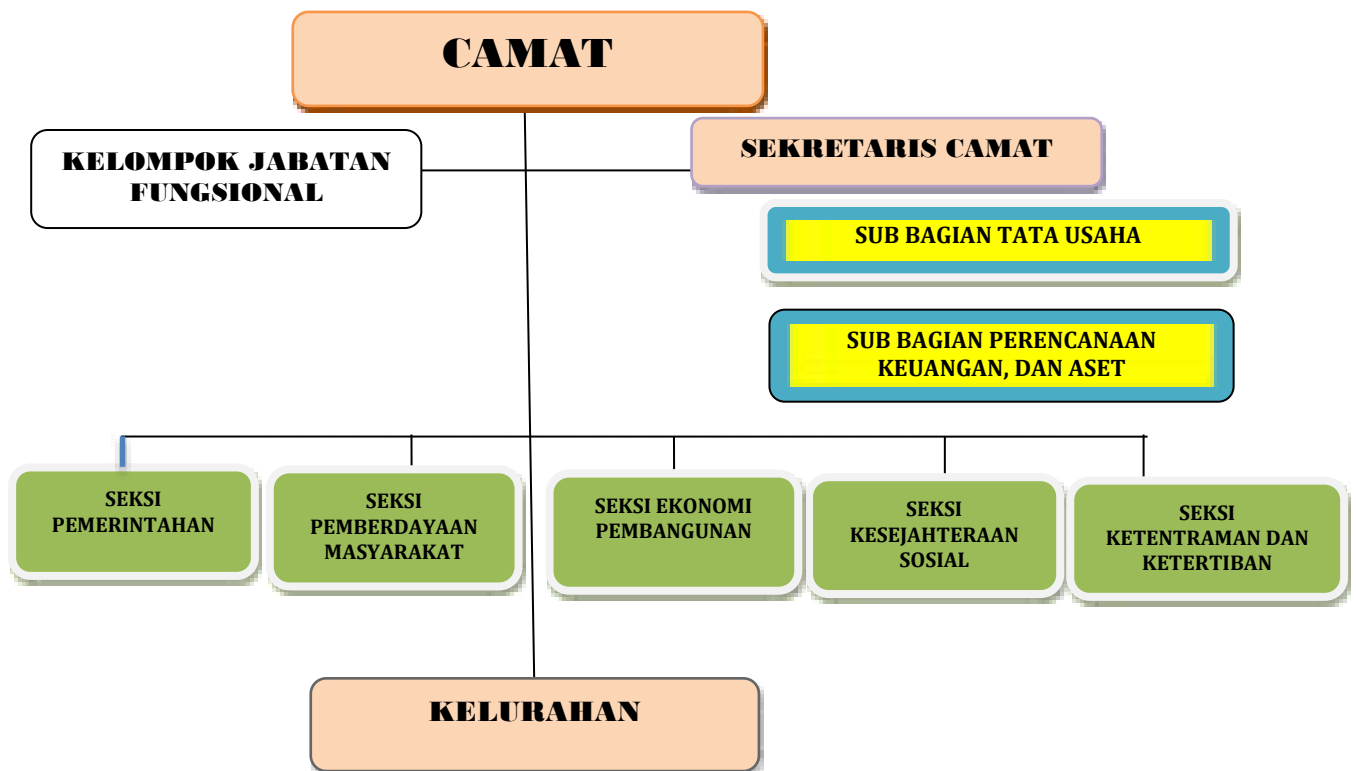 CAMAT
KELOMPOK JABATAN
FUNGSIONAL
SEKRETARIS CAMAT
SUB BAGIAN TATA USAHA
SUB BAGIAN PERENCANAAN
KEUANGAN, DAN ASET
SEKSI
PEMERINTAHAN
SEKSI
PEMBERDAYAAN
MASYARAKAT
SEKSI EKONOMI
PEMBANGUNAN
SEKSI
KESEJAHTERAAN
SOSIAL
SEKSI
KETENTRAMAN DAN
KETERTIBAN
KELURAHAN